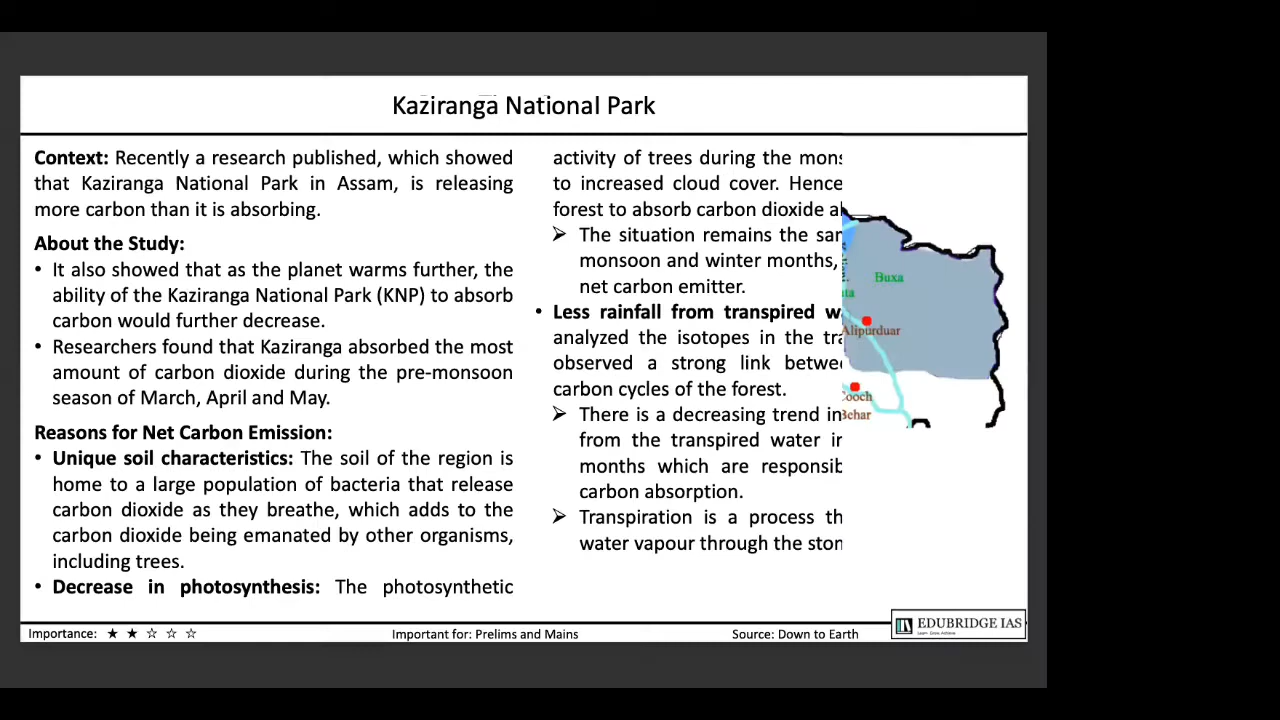 Kaziranga National Park
Context: Recently a research published, which showed
that Kaziranga National Park in Assam, is releasing
more carbon than it is absorbing.
About the Study:
• It also showed that as the planet warms further, the
ability of the Kaziranga National Park (KNP) to absorb
carbon would further decrease.
• Researchers found that Kaziranga absorbed the most
amount of carbon dioxide during the pre-monsoon
season of March, April and May.
Reasons for Net Carbon Emission:
• Unique soil characteristics: The soil of the region is
home to a large population of bacteria that release
carbon dioxide as they breathe, which adds to the
carbon dioxide being emanated by other organisms,
including trees.
• Decrease in photosynthesis: The photosynthetic
activity of trees during the
to increased cloud cover. Hence
forest to absorb carbon dioxide
➢ The situation remains the
monsoon and winter months,
net carbon emitter.
• Less rainfall from transpired
analyzed the isotopes in the
observed a strong link
carbon cycles of the forest.
➢ There is a decreasing trend in
from the transpired water
months which are
carbon absorption.
➢ Transpiration is a process
water vapour through the
Buxa
Alipurduar
Cooch
Behar
Importance: ★ ★ ☆ ☆ ☆
Important for: Prelims and Mains
Source: Down to Earth
EDUBRIDGE IAS
Learn. Grow. Achieve